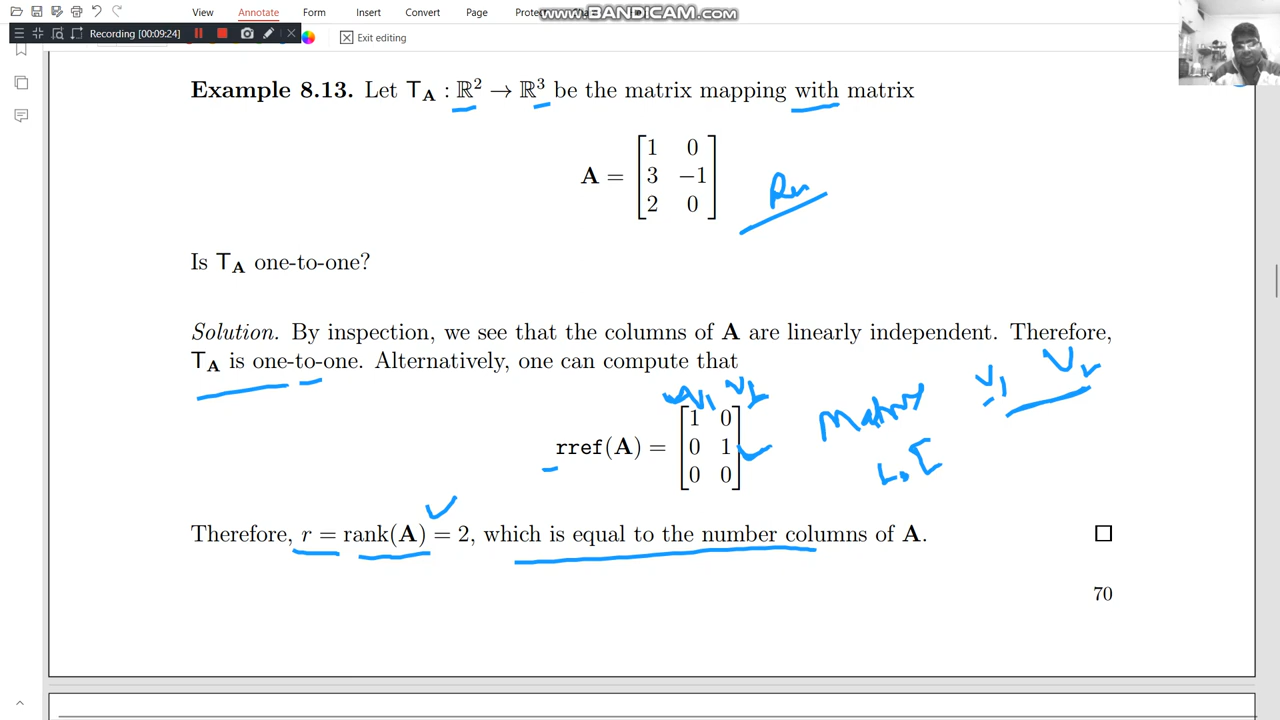 www.BANDICAM.com
View Annotate Form Insert Convert Page
Recording [00:09:24] Exit editing
Example 8.13. Let T_A : ℝ² → ℝ³ be the matrix mapping with matrix
A = [1 0
3 −1
2 0]
Is T_A one-to-one?
Solution. By inspection, we see that the columns of A are linearly independent. Therefore,
T_A is one-to-one. Alternatively, one can compute that
V1 V2
V1 V2
rref(A) = [1 0
0 1
0 0]
Matrix
L.I
Therefore, r = rank(A) = 2, which is equal to the number columns of A. □
70